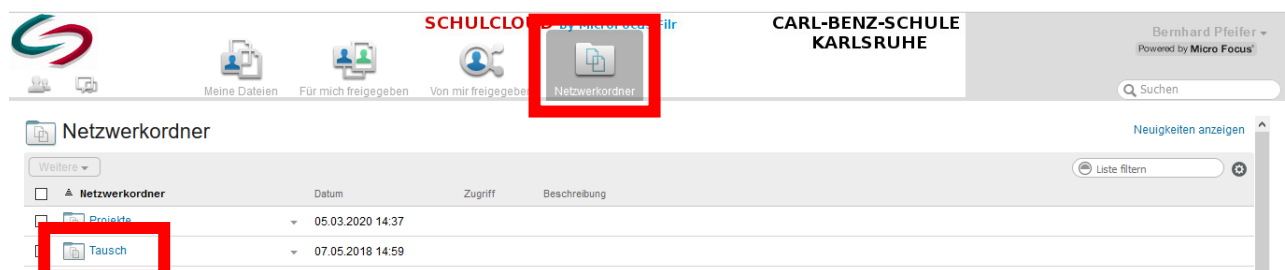 SCHULCLOUD by MicroFocus Filr
CARL-BENZ-SCHULE
KARLSRUHE
Bernhard Pfeifer
Powered by Micro Focus
Meine Dateien
Für mich freigegeben
Von mir freigegeben
Netzwerkordner
Suchen
Netzwerkordner
Neuigkeiten anzeigen
Weitere
Liste filtern
Netzwerkordner Datum Zugriff Beschreibung
Projekte 05.03.2020 14:37
Tausch 07.05.2018 14:59